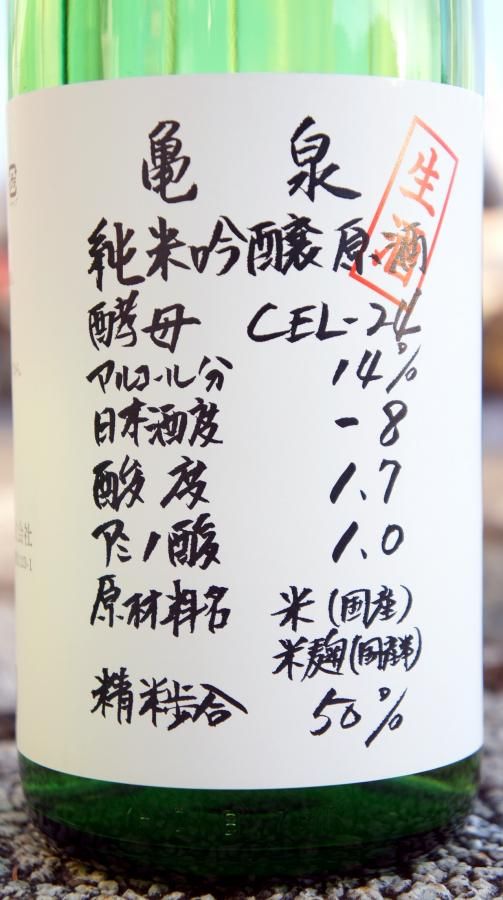 亀 泉
純米吟醸原酒
生酒
酵母 CEL-24
アルコール分 14%
日本酒度 -8
酸度 1.7
アミノ酸 1.0
原材料名 米(国産)
米麹(国産米)
精米歩合 50%